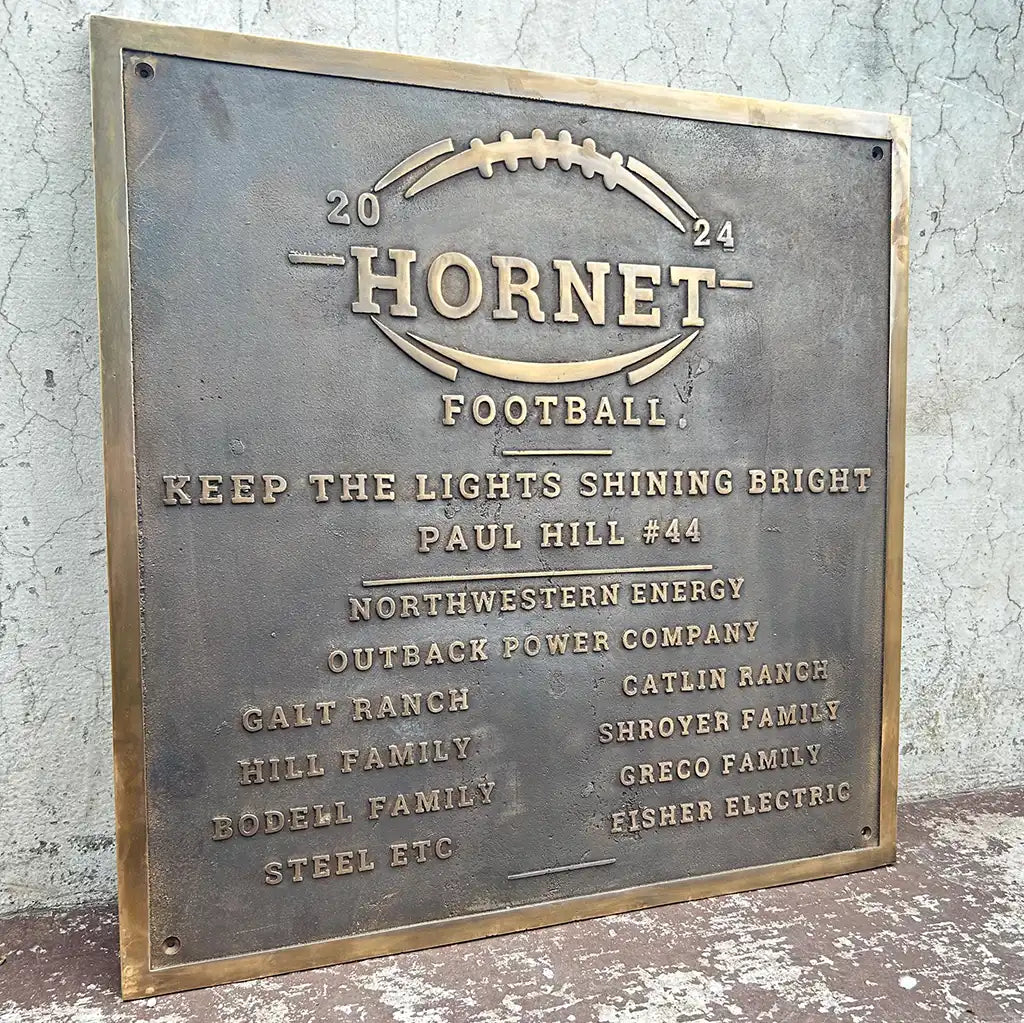 20 24
HORNET
FOOTBALL
KEEP THE LIGHTS SHINING BRIGHT
PAUL HILL #44
NORTHWESTERN ENERGY
OUTBACK POWER COMPANY
GALT RANCH
HILL FAMILY
BODELL FAMILY
STEEL ETC
CATLIN RANCH
SHROYER FAMILY
GRECO FAMILY
FISHER ELECTRIC